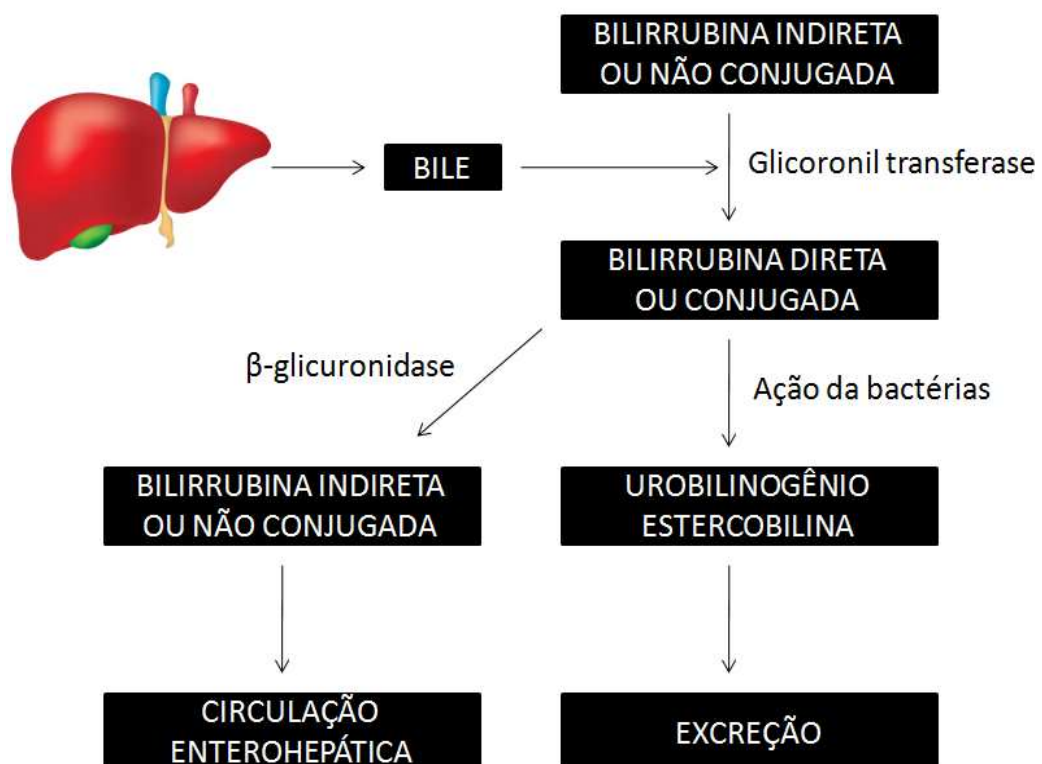 BILIRRUBINA INDIRETA
OU NÃO CONJUGADA
BILE
Glicoronil transferase
BILIRRUBINA DIRETA
OU CONJUGADA
β-glicuronidase
Ação da bactérias
BILIRRUBINA INDIRETA
OU NÃO CONJUGADA
UROBILINOGÊNIO
ESTERCOBILINA
CIRCULAÇÃO
ENTEROHEPÁTICA
EXCREÇÃO